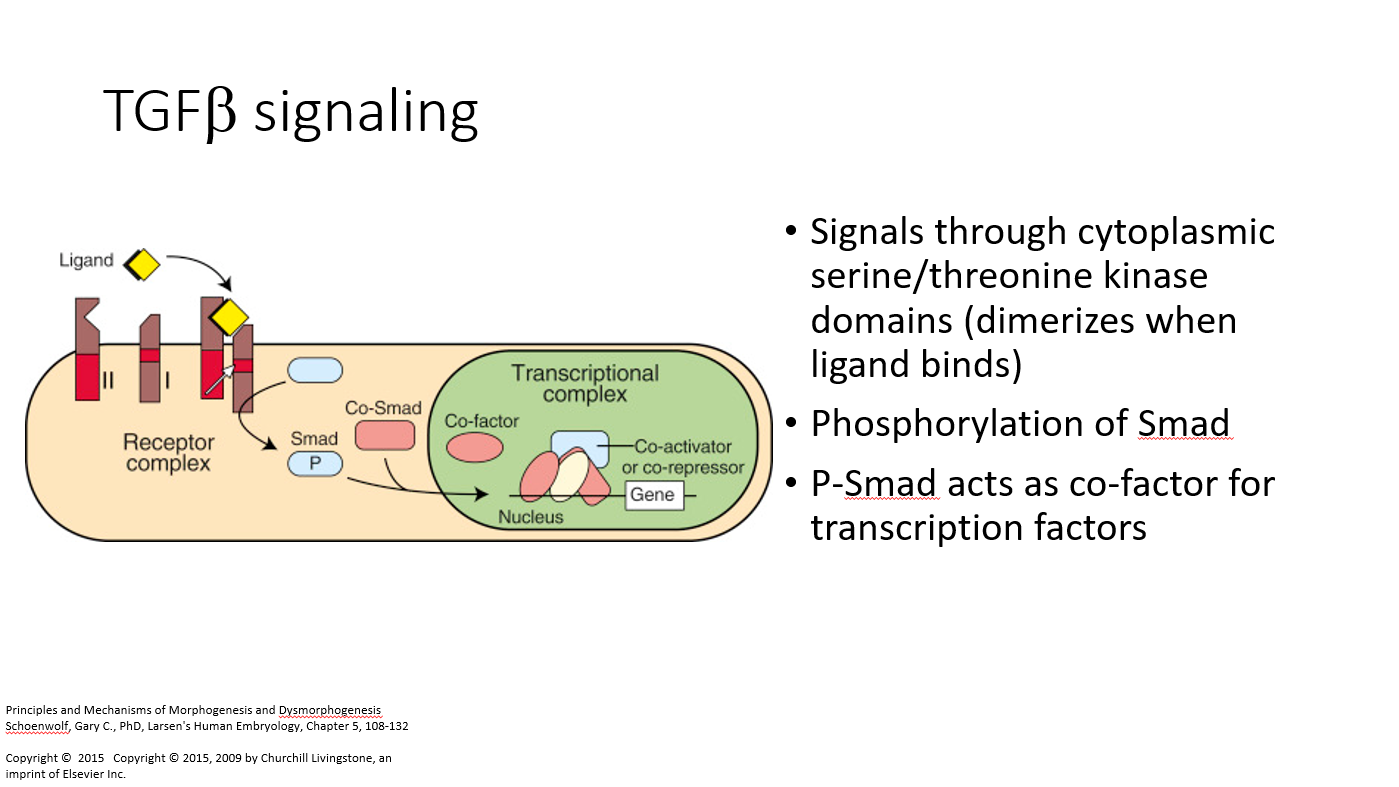 TGFβ signaling
Ligand
II
I
Receptor
complex
Smad
P
Co-Smad
Transcriptional
complex
Co-factor
Co-activator
or co-repressor
Gene
Nucleus
• Signals through cytoplasmic
serine/threonine kinase
domains (dimerizes when
ligand binds)
• Phosphorylation of Smad
• P-Smad acts as co-factor for
transcription factors
Principles and Mechanisms of Morphogenesis and Dysmorphogenesis
Schoenwolf, Gary C., PhD, Larsen's Human Embryology, Chapter 5, 108-132
Copyright © 2015 Copyright © 2015, 2009 by Churchill Livingstone, an
imprint of Elsevier Inc.